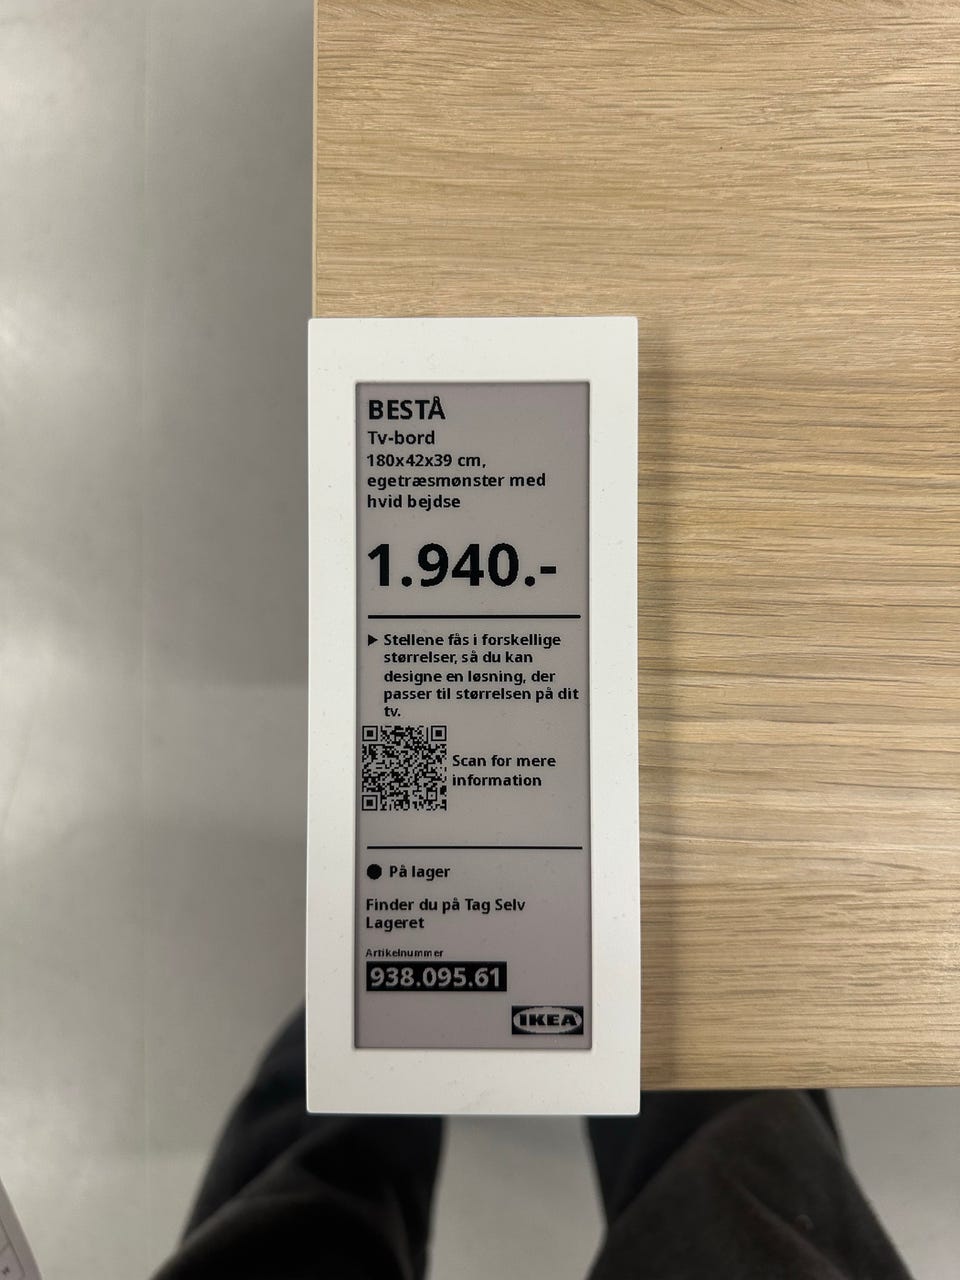 BESTÅ
Tv-bord
180x42x39 cm,
egetræsmønster med
hvid bejdse
1.940.-
▶ Stellene fås i forskellige
størrelser, så du kan
designe en løsning, der
passer til størrelsen på dit
tv.
Scan for mere
information
● På lager
Finder du på Tag Selv
Lageret
Artikelnummer
938.095.61
IKEA